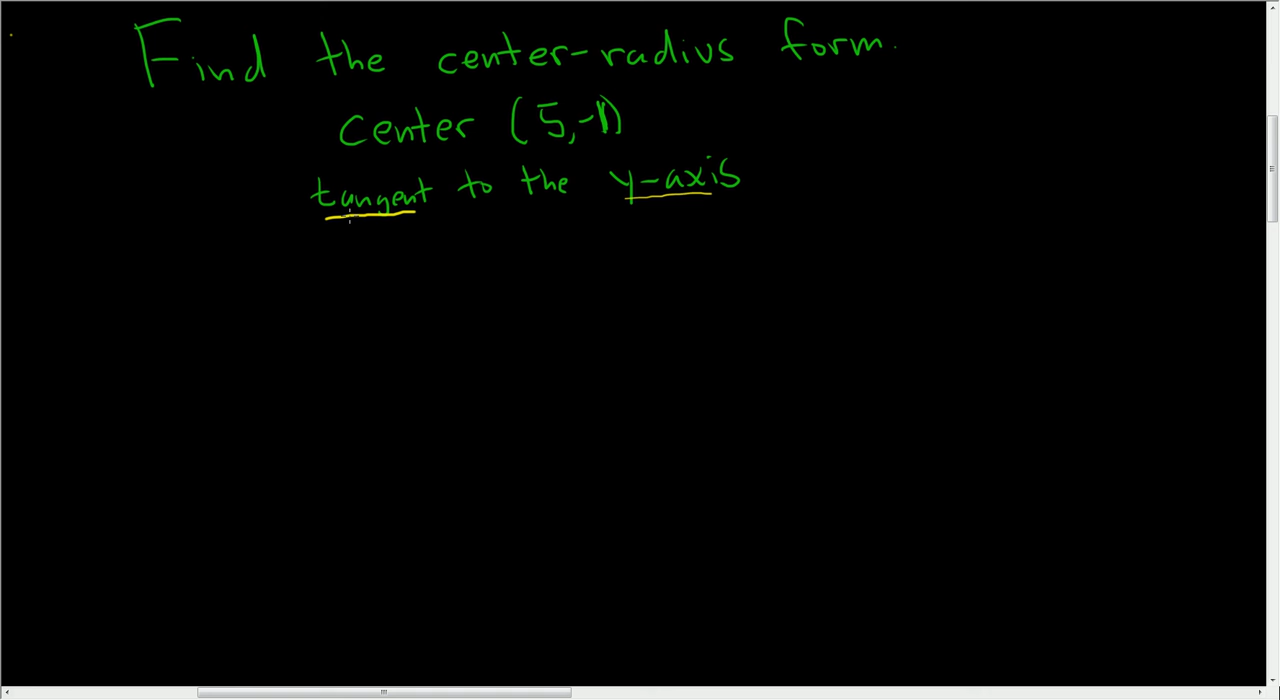 Find the center-radius form.
Center (5,-1)
tangent to the y-axis